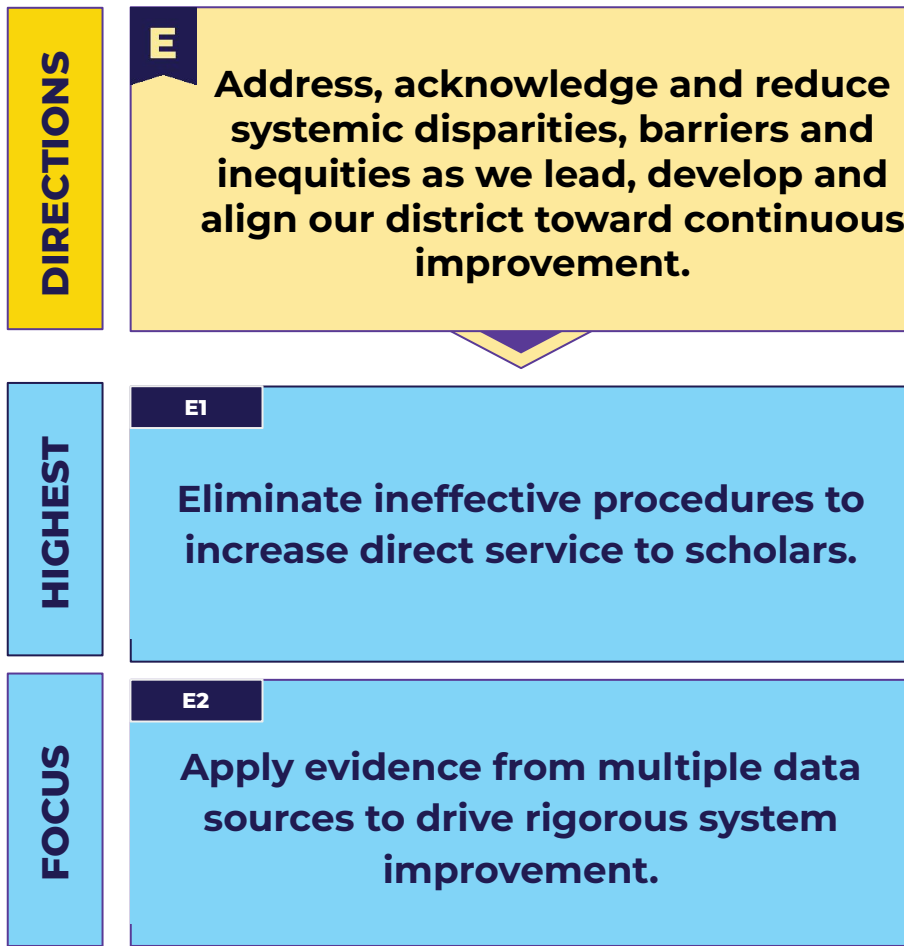 DIRECTIONS
E
Address, acknowledge and reduce
systemic disparities, barriers and
inequities as we lead, develop and
align our district toward continuous
improvement.
HIGHEST
E1
Eliminate ineffective procedures to
increase direct service to scholars.
FOCUS
E2
Apply evidence from multiple data
sources to drive rigorous system
improvement.